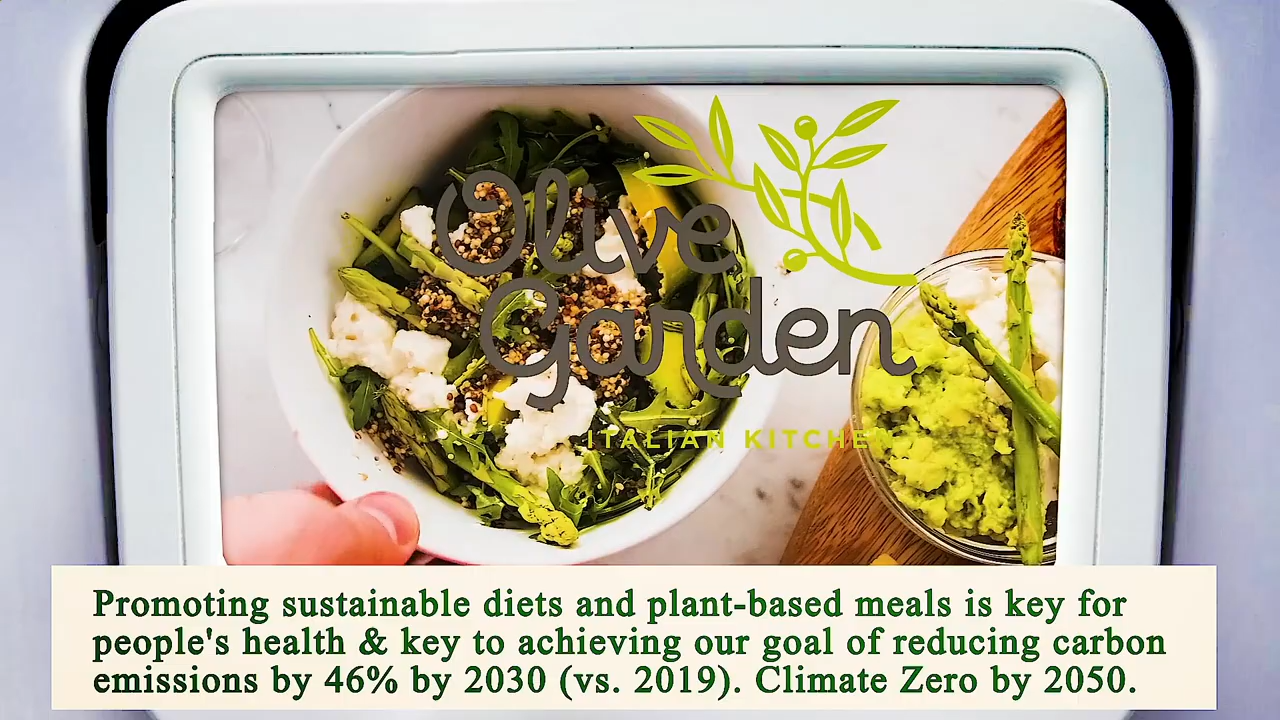 Olive
Garden
ITALIAN KITCHEN
Promoting sustainable diets and plant-based meals is key for
people's health & key to achieving our goal of reducing carbon
emissions by 46% by 2030 (vs. 2019). Climate Zero by 2050.